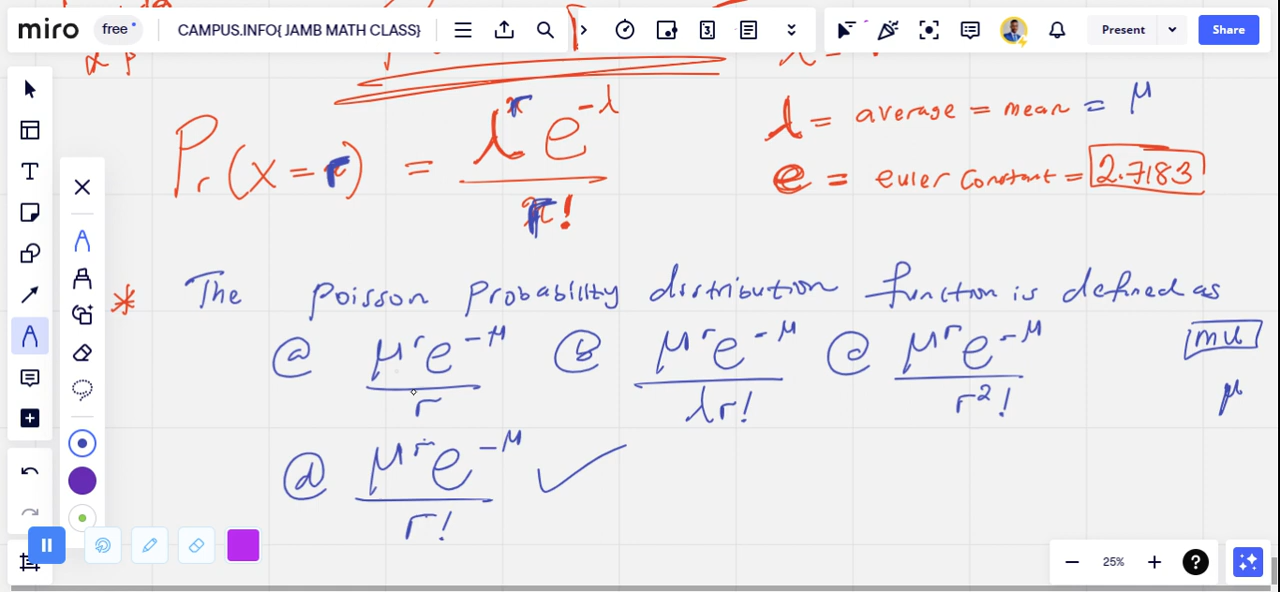 miro free CAMPUS.INFO{ JAMB MATH CLASS} Present Share
λ = average = mean = μ
Pr (X = r) = λ^r e^-λ / r!
e = euler constant = 2.7183
* The Poisson Probability distribution function is defined as
(a) μ^r e^-μ / r (b) μ^r e^-μ / λr! (c) μ^r e^-μ / r²! mu
μ
(d) μ^r e^-μ / r! ✓
25%